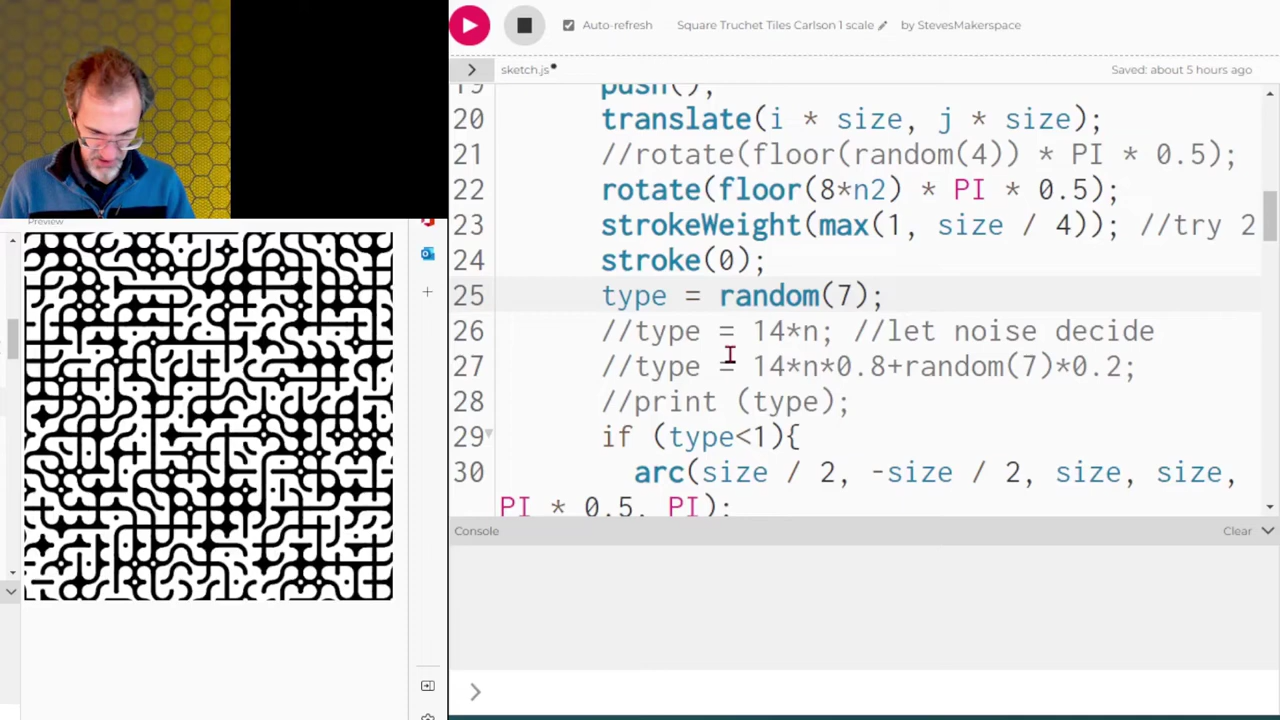 Auto-refresh
Square Truchet Tiles Carlson 1 scale
by StevesMakerspace
sketch.js
Saved: about 5 hours ago
19 push();
20 translate(i * size, j * size);
21 //rotate(floor(random(4)) * PI * 0.5);
22 rotate(floor(8*n2) * PI * 0.5);
23 strokeWeight(max(1, size / 4)); //try 2
24 stroke(0);
25 type = random(7);
26 //type = 14*n; //let noise decide
27 //type = 14*n*0.8+random(7)*0.2;
28 //print (type);
29 if (type<1){
30 arc(size / 2, -size / 2, size, size,
PI * 0.5, PI);
Preview
Console
Clear